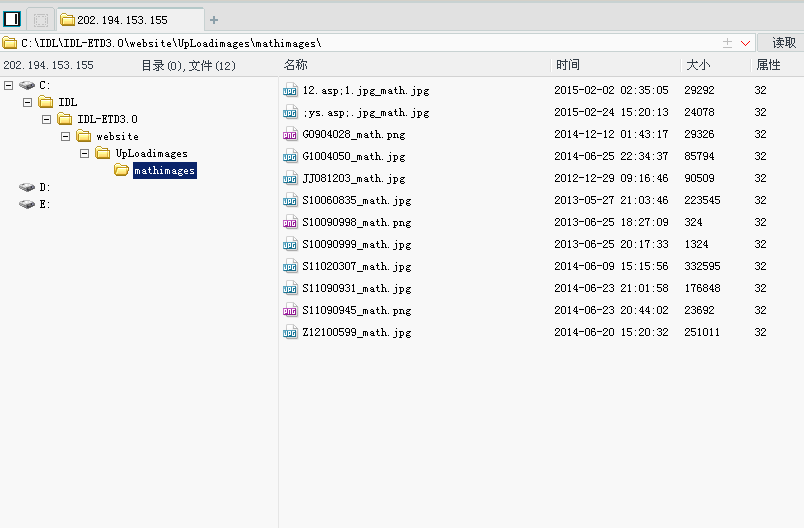 202.194.153.155
C:\IDL\IDL-ETD3.0\website\UpLoadimages\mathimages\ 读取
202.194.153.155 目录(0),文件(12) 名称 时间 大小 属性
C:
IDL
IDL-ETD3.0
website
UpLoadimages
mathimages
D:
E:
12.asp;1.jpg_math.jpg 2015-02-02 02:35:05 29292 32
;ys.asp;.jpg_math.jpg 2015-02-24 15:20:13 24078 32
G0904028_math.png 2014-12-12 01:43:17 29326 32
G1004050_math.jpg 2014-06-25 22:34:37 85794 32
JJ081203_math.jpg 2012-12-29 09:16:46 90509 32
S10060835_math.jpg 2013-05-27 21:03:46 223545 32
S10090998_math.png 2013-06-25 18:27:09 324 32
S10090999_math.jpg 2013-06-25 20:17:33 1324 32
S11020307_math.jpg 2014-06-09 15:15:56 332595 32
S11090931_math.jpg 2014-06-23 21:01:58 176848 32
S11090945_math.png 2014-06-23 20:44:02 23692 32
Z12100599_math.jpg 2014-06-20 15:20:32 251011 32